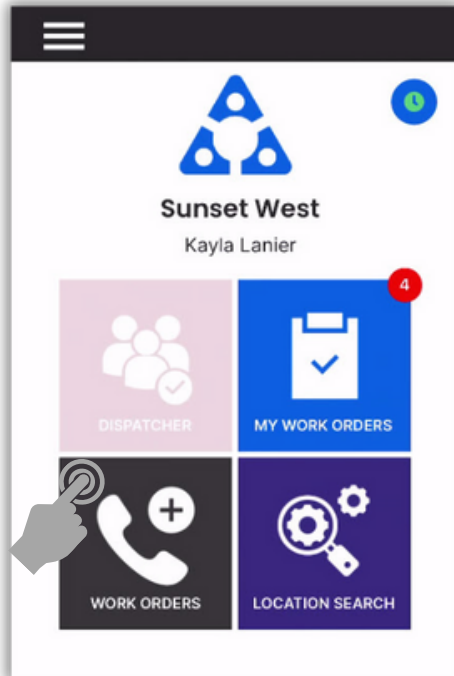 Sunset West
Kayla Lanier
4
DISPATCHER
MY WORK ORDERS
WORK ORDERS
LOCATION SEARCH